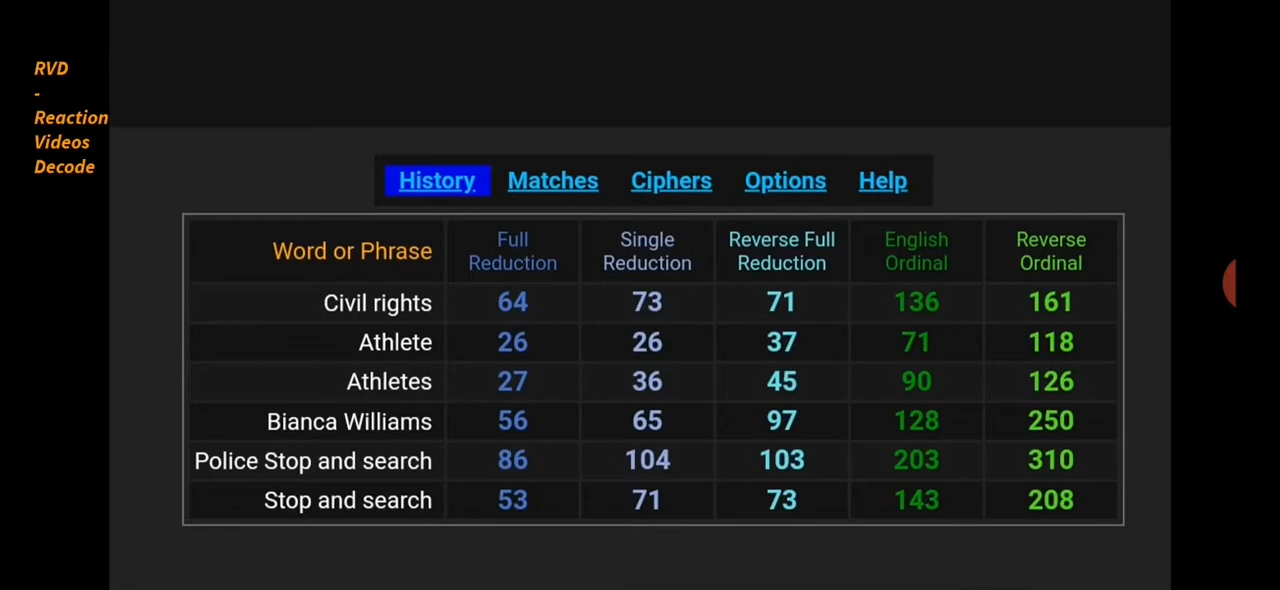 RVD
-
Reaction
Videos
Decode
History Matches Ciphers Options Help
Word or Phrase Full Reduction Single Reduction Reverse Full Reduction English Ordinal Reverse Ordinal
Civil rights 64 73 71 136 161
Athlete 26 26 37 71 118
Athletes 27 36 45 90 126
Bianca Williams 56 65 97 128 250
Police Stop and search 86 104 103 203 310
Stop and search 53 71 73 143 208